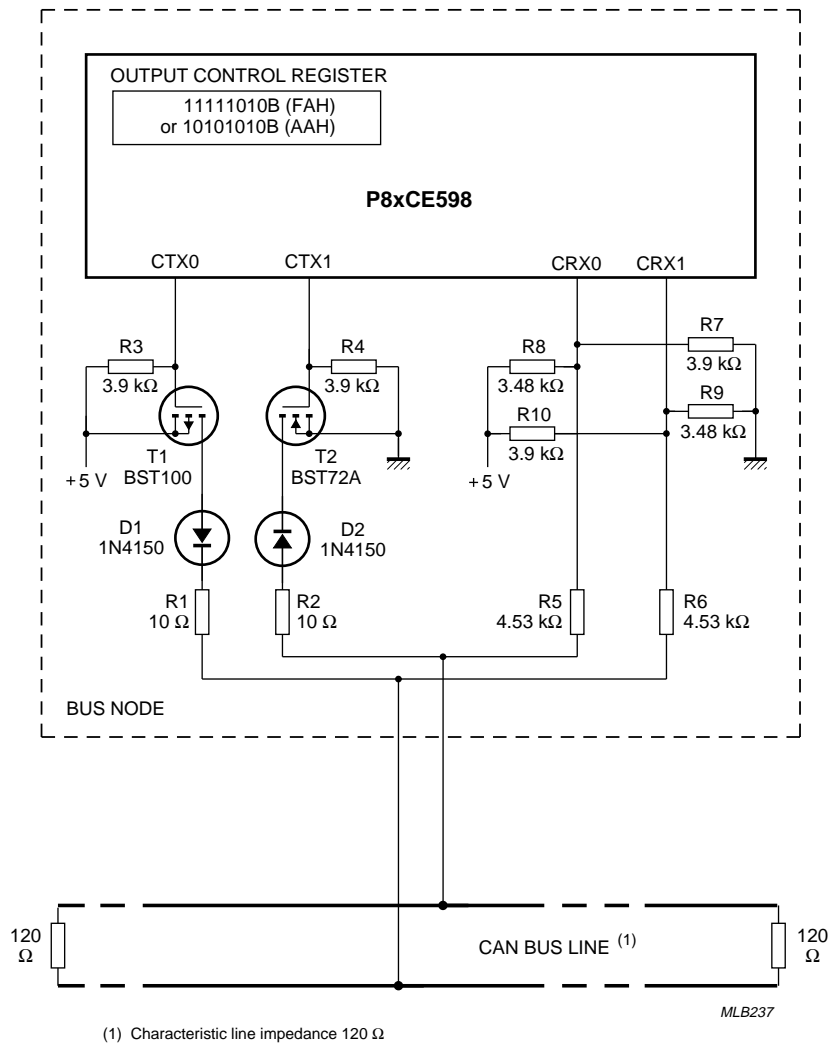 OUTPUT CONTROL REGISTER
11111010B (FAH)
or 10101010B (AAH)
P8xCE598
CTX0 CTX1 CRX0 CRX1
R3
3.9 kΩ
R4
3.9 kΩ
R8
3.48 kΩ
R7
3.9 kΩ
R10
3.9 kΩ
R9
3.48 kΩ
+5 V
T1
BST100
T2
BST72A
+5 V
D1
1N4150
D2
1N4150
R1
10 Ω
R2
10 Ω
R5
4.53 kΩ
R6
4.53 kΩ
BUS NODE
120
Ω
CAN BUS LINE (1)
120
Ω
MLB237
(1) Characteristic line impedance 120 Ω